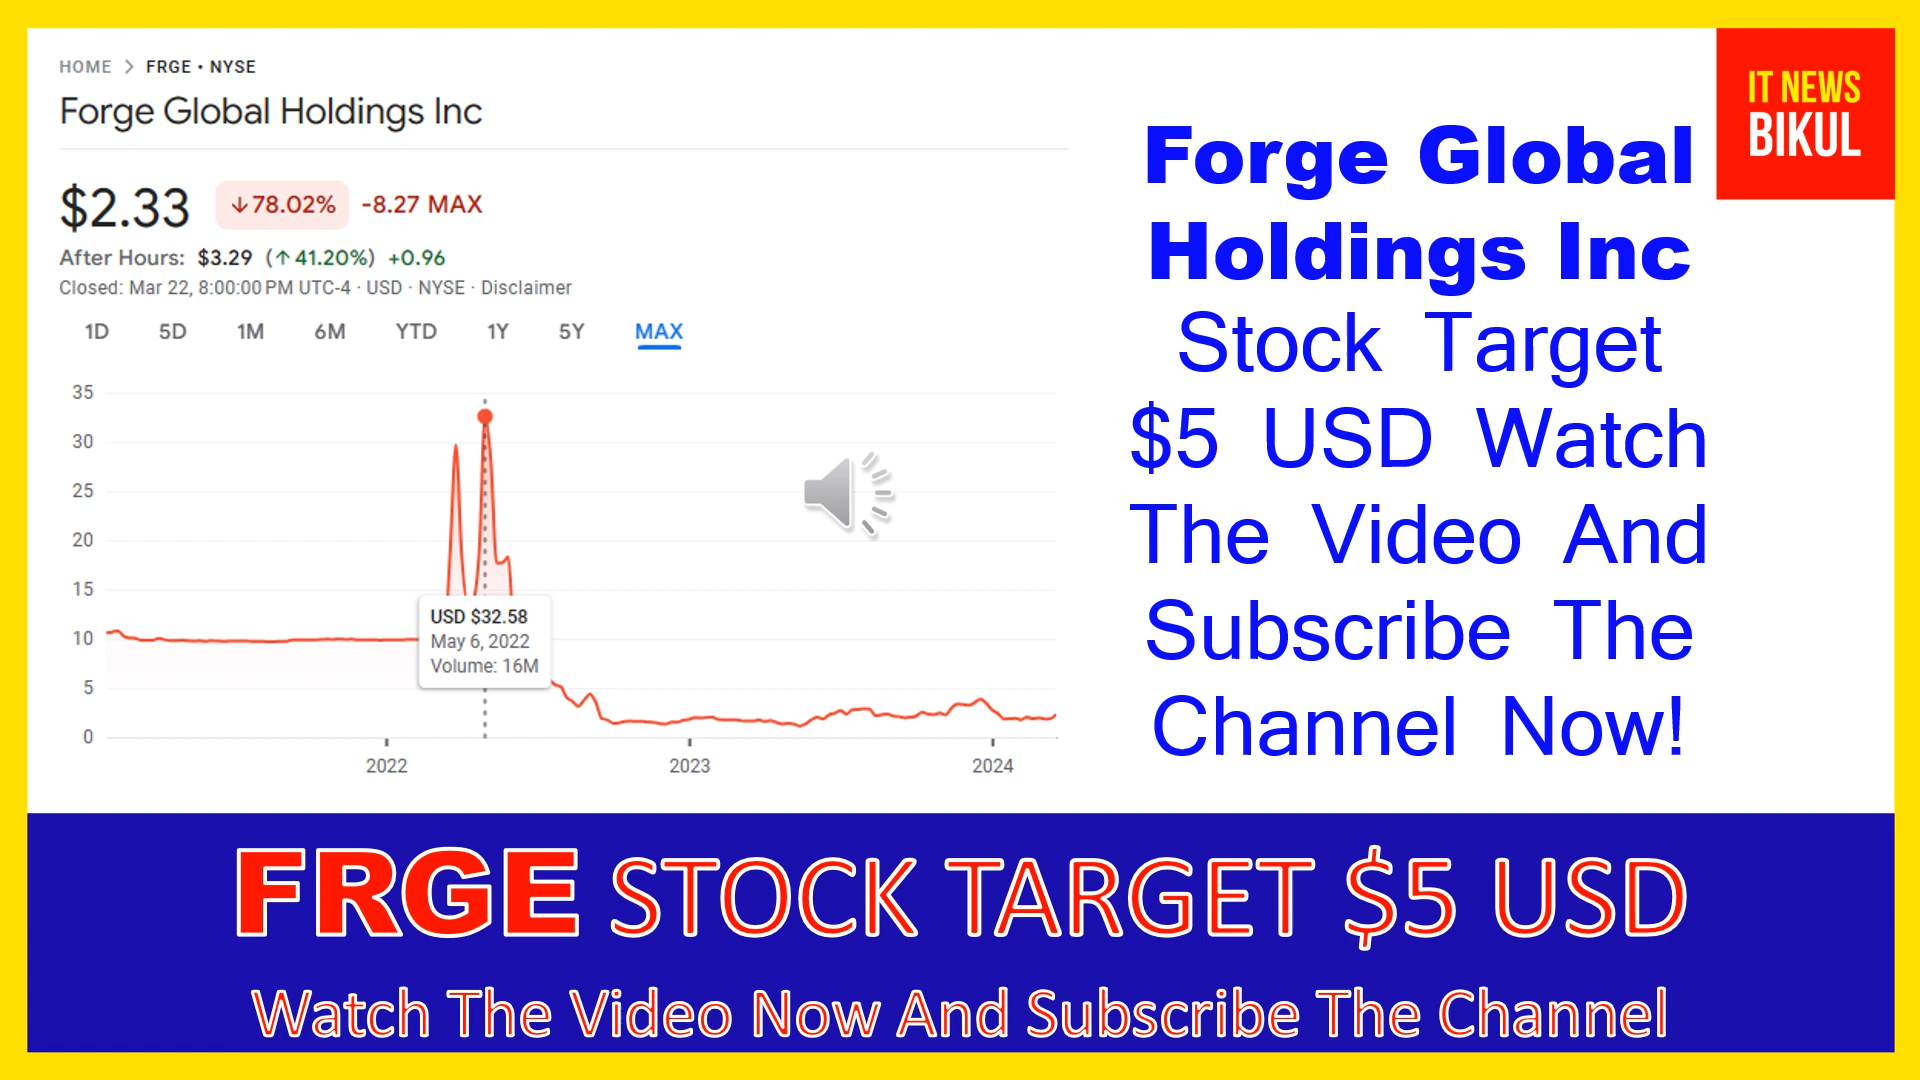 HOME > FRGE • NYSE
Forge Global Holdings Inc
$2.33 ↓78.02% -8.27 MAX
After Hours: $3.29 (↑41.20%) +0.96
Closed: Mar 22, 8:00:00 PM UTC-4 · USD · NYSE · Disclaimer
1D 5D 1M 6M YTD 1Y 5Y MAX
35
30
25
20
15
10
5
0
USD $32.58
May 6, 2022
Volume: 16M
2022 2023 2024
IT NEWS
BIKUL
Forge Global
Holdings Inc
Stock Target
$5 USD Watch
The Video And
Subscribe The
Channel Now!
FRGE STOCK TARGET $5 USD
Watch The Video Now And Subscribe The Channel